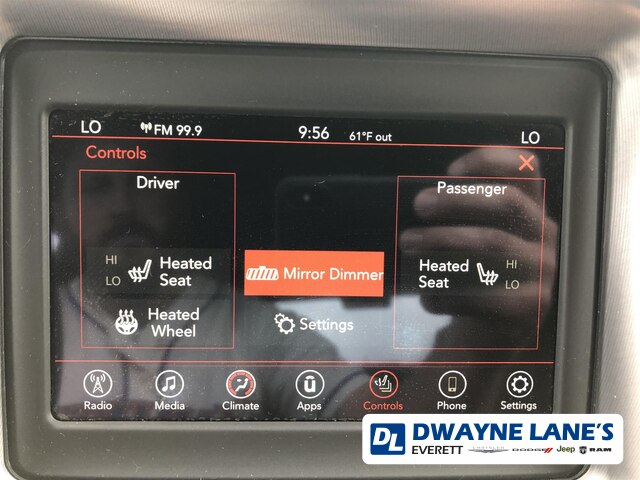 LO FM 99.9 9:56 61°F out LO
Controls
Driver
Passenger
HI
LO
Heated
Seat
Mirror Dimmer
Heated
Seat
HI
LO
Heated
Wheel
Settings
Radio Media Climate Apps Controls Phone Settings
DL DWAYNE LANE'S
EVERETT CHRYSLER DODGE Jeep RAM